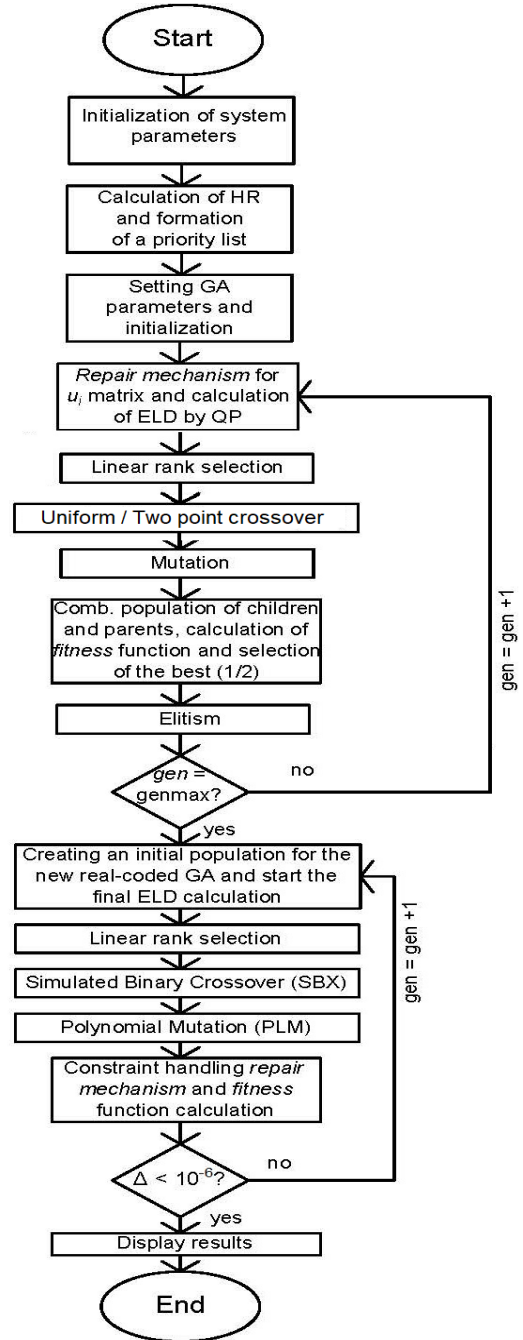 Start
Initialization of system
parameters
Calculation of HR
and formation
of a priority list
Setting GA
parameters and
initialization
Repair mechanism for
uᵢ matrix and calculation
of ELD by QP
Linear rank selection
Uniform / Two point crossover
Mutation
Comb. population of children
and parents, calculation of
fitness function and selection
of the best (1/2)
Elitism
gen =
genmax?
no
gen = gen +1
yes
Creating an initial population for the
new real-coded GA and start the
final ELD calculation
Linear rank selection
Simulated Binary Crossover (SBX)
Polynomial Mutation (PLM)
Constraint handling repair
mechanism and fitness
function calculation
Δ < 10⁻⁶?
no
gen = gen +1
yes
Display results
End